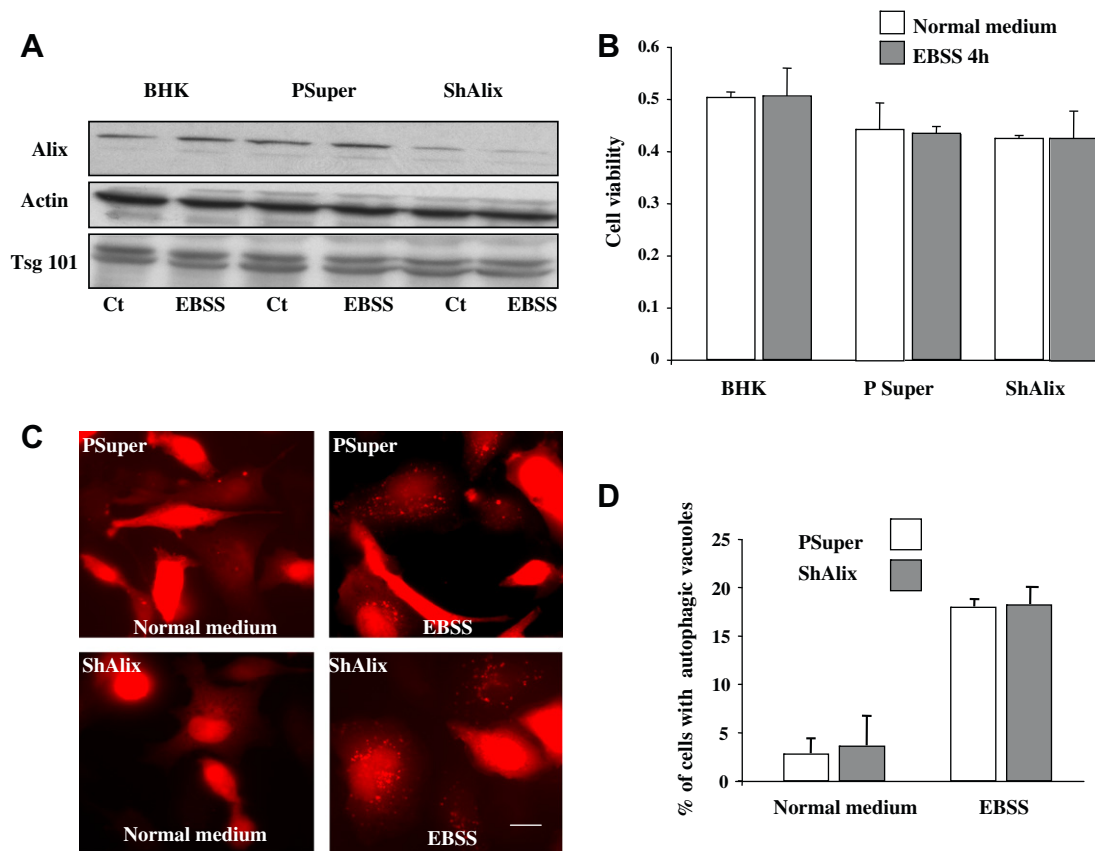 A
BHK PSuper ShAlix
Alix
Actin
Tsg 101
Ct EBSS Ct EBSS Ct EBSS
B
Normal medium
EBSS 4h
Cell viability
0.6
0.5
0.4
0.3
0.2
0.1
0
BHK P Super ShAlix
C
PSuper
Normal medium
PSuper
EBSS
ShAlix
Normal medium
ShAlix
EBSS
D
PSuper
ShAlix
% of cells with autophagic vacuoles
25
20
15
10
5
0
Normal medium EBSS